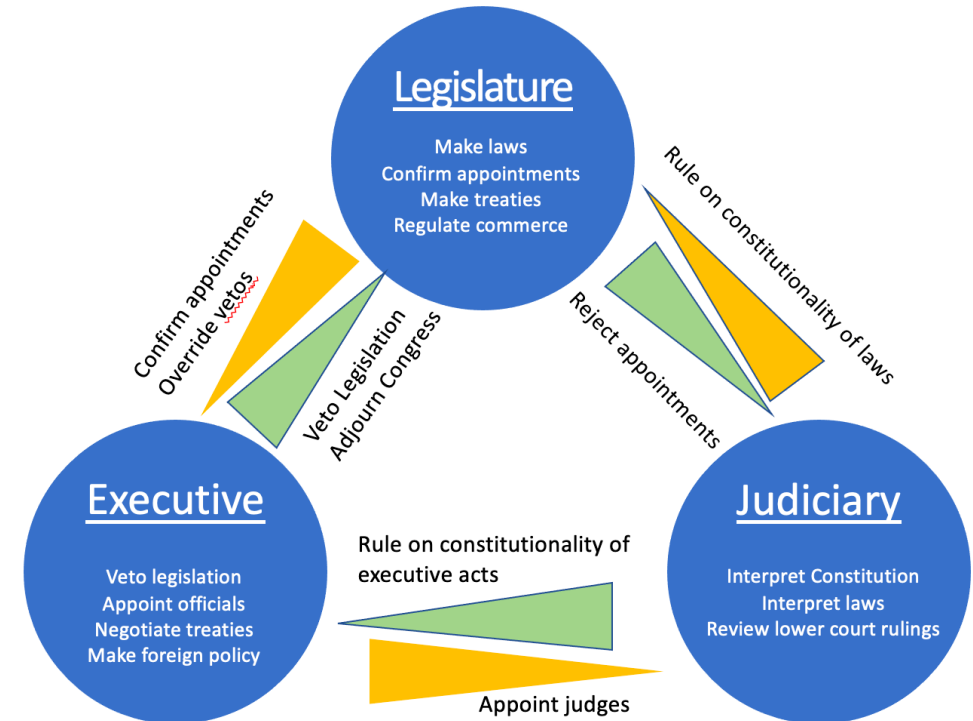 Legislature
Make laws
Confirm appointments
Make treaties
Regulate commerce
Confirm appointments
Override vetos
Veto Legislation
Adjourn Congress
Rule on constitutionality of laws
Reject appointments
Executive
Veto legislation
Appoint officials
Negotiate treaties
Make foreign policy
Rule on constitutionality of
executive acts
Appoint judges
Judiciary
Interpret Constitution
Interpret laws
Review lower court rulings